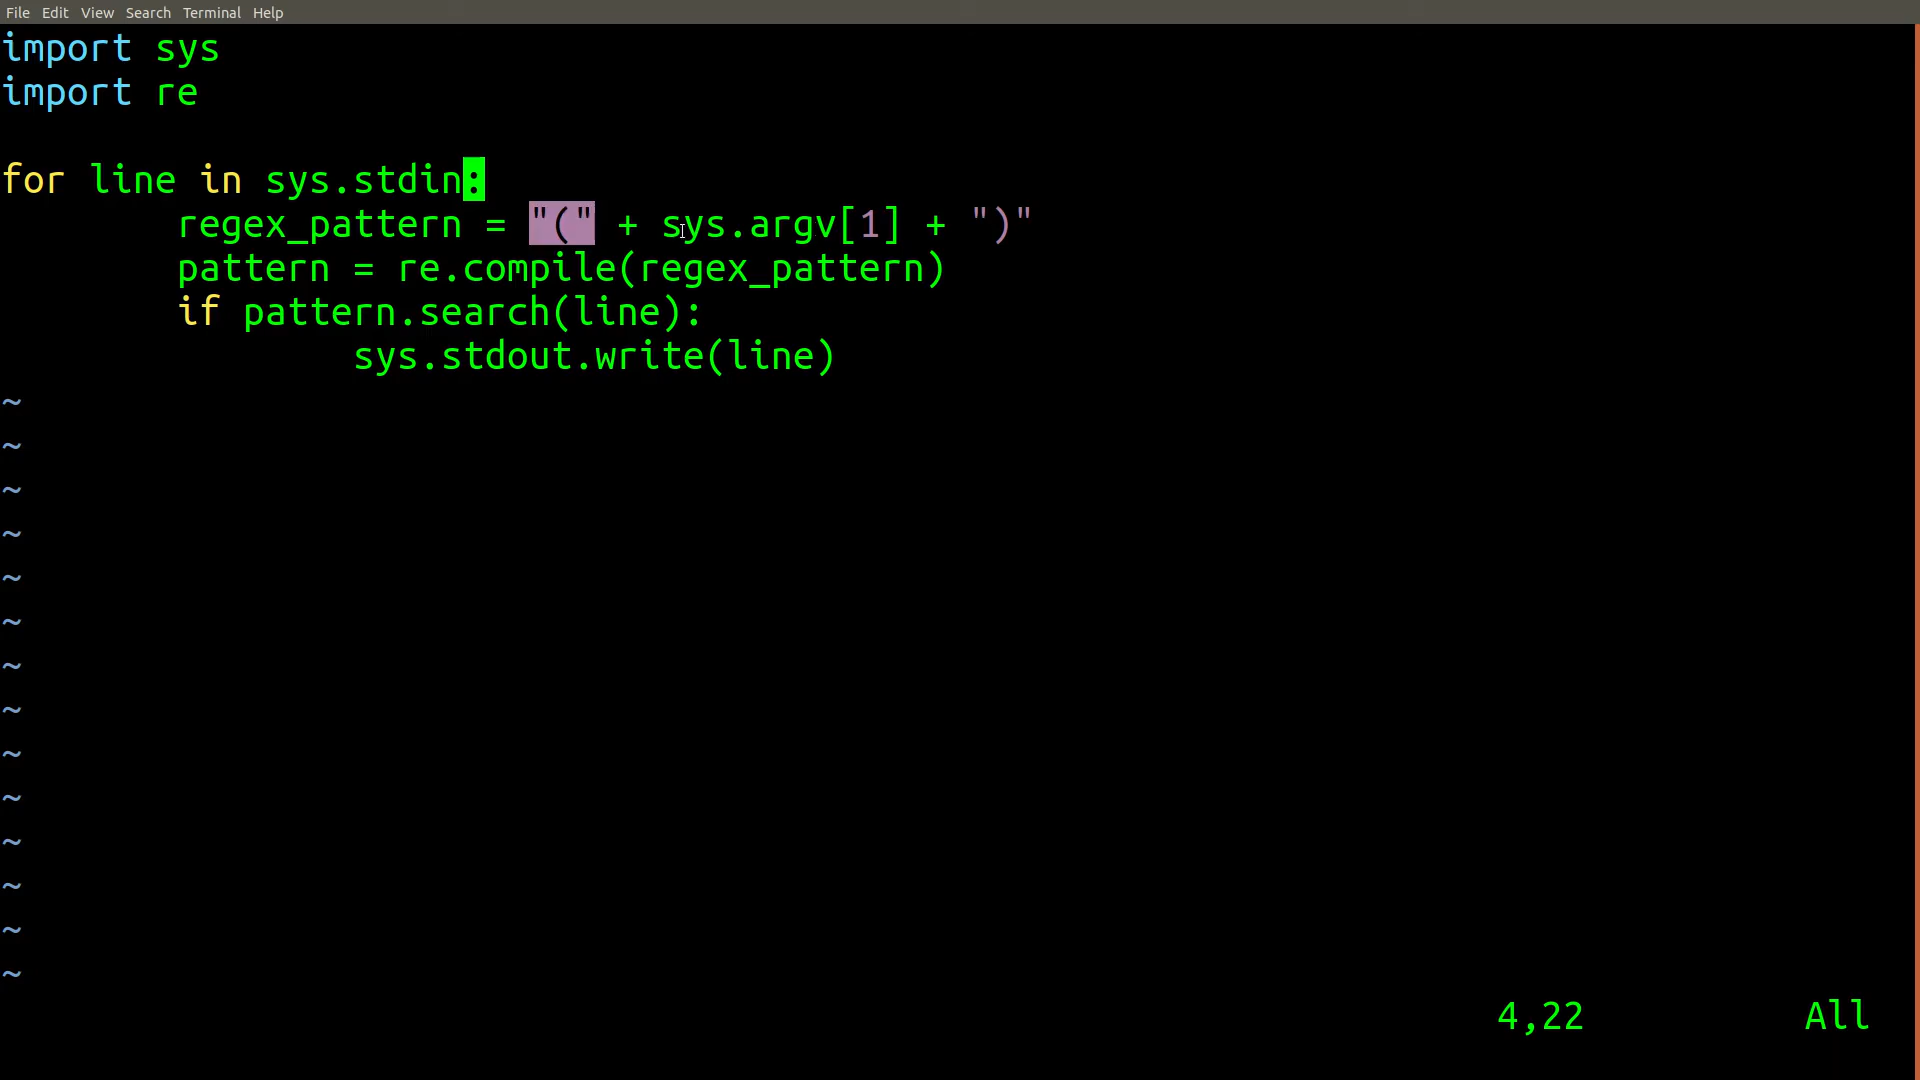 File Edit View Search Terminal Help
import sys
import re
for line in sys.stdin:
        regex_pattern = "(" + sys.argv[1] + ")"
        pattern = re.compile(regex_pattern)
        if pattern.search(line):
                sys.stdout.write(line)
~
~
~
~
~
~
~
~
~
~
~
~
~
~
4,22 All